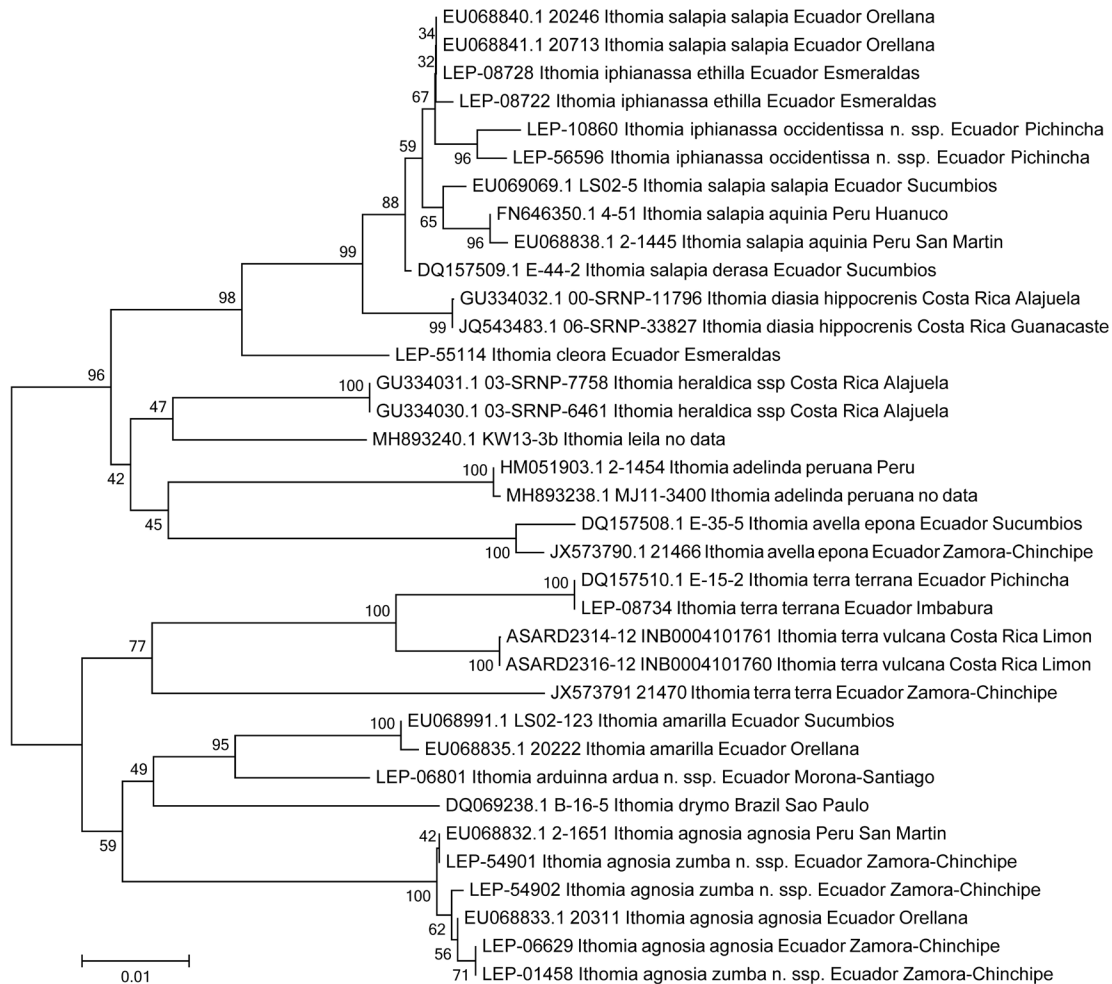 EU068840.1 20246 Ithomia salapia salapia Ecuador Orellana
34
EU068841.1 20713 Ithomia salapia salapia Ecuador Orellana
32
LEP-08728 Ithomia iphianassa ethilla Ecuador Esmeraldas
67
LEP-08722 Ithomia iphianassa ethilla Ecuador Esmeraldas
LEP-10860 Ithomia iphianassa occidentissa n. ssp. Ecuador Pichincha
59
96
LEP-56596 Ithomia iphianassa occidentissa n. ssp. Ecuador Pichincha
EU069069.1 LS02-5 Ithomia salapia salapia Ecuador Sucumbios
88
FN646350.1 4-51 Ithomia salapia aquinia Peru Huanuco
65
96
EU068838.1 2-1445 Ithomia salapia aquinia Peru San Martin
99
DQ157509.1 E-44-2 Ithomia salapia derasa Ecuador Sucumbios
98
GU334032.1 00-SRNP-11796 Ithomia diasia hippocrenis Costa Rica Alajuela
99
JQ543483.1 06-SRNP-33827 Ithomia diasia hippocrenis Costa Rica Guanacaste
LEP-55114 Ithomia cleora Ecuador Esmeraldas
96
100
GU334031.1 03-SRNP-7758 Ithomia heraldica ssp Costa Rica Alajuela
47
GU334030.1 03-SRNP-6461 Ithomia heraldica ssp Costa Rica Alajuela
MH893240.1 KW13-3b Ithomia leila no data
42
100
HM051903.1 2-1454 Ithomia adelinda peruana Peru
MH893238.1 MJ11-3400 Ithomia adelinda peruana no data
45
DQ157508.1 E-35-5 Ithomia avella epona Ecuador Sucumbios
100
JX573790.1 21466 Ithomia avella epona Ecuador Zamora-Chinchipe
100
DQ157510.1 E-15-2 Ithomia terra terrana Ecuador Pichincha
100
LEP-08734 Ithomia terra terrana Ecuador Imbabura
77
ASARD2314-12 INB0004101761 Ithomia terra vulcana Costa Rica Limon
100
ASARD2316-12 INB0004101760 Ithomia terra vulcana Costa Rica Limon
JX573791 21470 Ithomia terra terra Ecuador Zamora-Chinchipe
100
EU068991.1 LS02-123 Ithomia amarilla Ecuador Sucumbios
95
EU068835.1 20222 Ithomia amarilla Ecuador Orellana
49
LEP-06801 Ithomia arduinna ardua n. ssp. Ecuador Morona-Santiago
DQ069238.1 B-16-5 Ithomia drymo Brazil Sao Paulo
59
42
EU068832.1 2-1651 Ithomia agnosia agnosia Peru San Martin
LEP-54901 Ithomia agnosia zumba n. ssp. Ecuador Zamora-Chinchipe
100
LEP-54902 Ithomia agnosia zumba n. ssp. Ecuador Zamora-Chinchipe
62
EU068833.1 20311 Ithomia agnosia agnosia Ecuador Orellana
56
LEP-06629 Ithomia agnosia agnosia Ecuador Zamora-Chinchipe
71
LEP-01458 Ithomia agnosia zumba n. ssp. Ecuador Zamora-Chinchipe
0.01